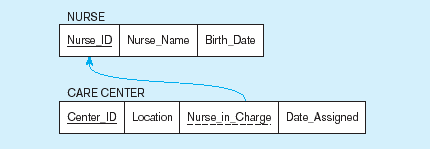 NURSE
Nurse_ID Nurse_Name Birth_Date
CARE CENTER
Center_ID Location Nurse_in_Charge Date_Assigned